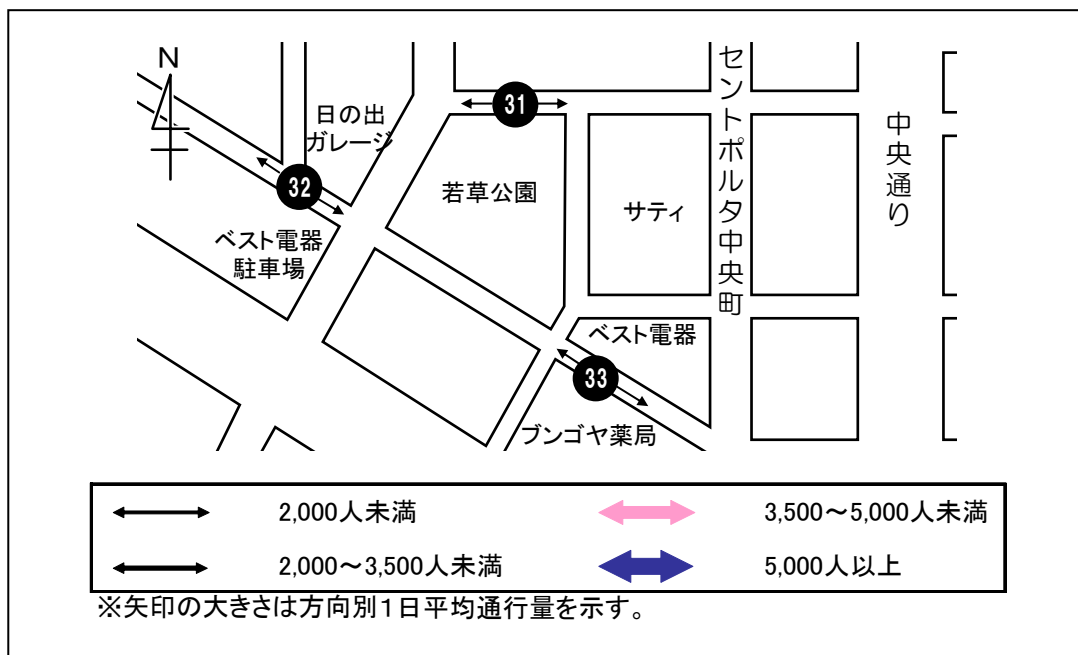 N
31
日の出
ガレージ
32
若草公園
サティ
セントポルタ中央町
中央通り
ベスト電器
駐車場
ベスト電器
33
ブンゴヤ薬局
2,000人未満
3,500～5,000人未満
2,000～3,500人未満
5,000人以上
※矢印の大きさは方向別1日平均通行量を示す。